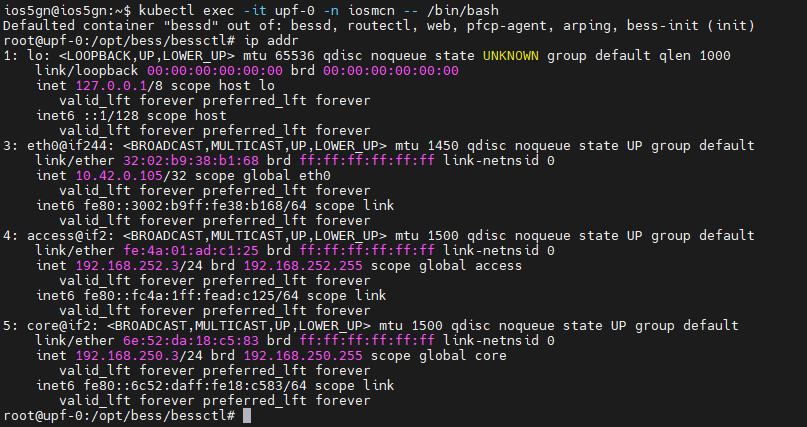 ios5gn@ios5gn:~$ kubectl exec -it upf-0 -n iosmcn -- /bin/bash
Defaulted container "bessd" out of: bessd, routectl, web, pfcp-agent, arping, bess-init (init)
root@upf-0:/opt/bess/bessctl# ip addr
1: lo: <LOOPBACK,UP,LOWER_UP> mtu 65536 qdisc noqueue state UNKNOWN group default qlen 1000
    link/loopback 00:00:00:00:00:00 brd 00:00:00:00:00:00
    inet 127.0.0.1/8 scope host lo
       valid_lft forever preferred_lft forever
    inet6 ::1/128 scope host
       valid_lft forever preferred_lft forever
3: eth0@if244: <BROADCAST,MULTICAST,UP,LOWER_UP> mtu 1450 qdisc noqueue state UP group default
    link/ether 32:02:b9:38:b1:68 brd ff:ff:ff:ff:ff:ff link-netnsid 0
    inet 10.42.0.105/32 scope global eth0
       valid_lft forever preferred_lft forever
    inet6 fe80::3002:b9ff:fe38:b168/64 scope link
       valid_lft forever preferred_lft forever
4: access@if2: <BROADCAST,MULTICAST,UP,LOWER_UP> mtu 1500 qdisc noqueue state UP group default
    link/ether fe:4a:01:ad:c1:25 brd ff:ff:ff:ff:ff:ff link-netnsid 0
    inet 192.168.252.3/24 brd 192.168.252.255 scope global access
       valid_lft forever preferred_lft forever
    inet6 fe80::fc4a:1ff:fead:c125/64 scope link
       valid_lft forever preferred_lft forever
5: core@if2: <BROADCAST,MULTICAST,UP,LOWER_UP> mtu 1500 qdisc noqueue state UP group default
    link/ether 6e:52:da:18:c5:83 brd ff:ff:ff:ff:ff:ff link-netnsid 0
    inet 192.168.250.3/24 brd 192.168.250.255 scope global core
       valid_lft forever preferred_lft forever
    inet6 fe80::6c52:daff:fe18:c583/64 scope link
       valid_lft forever preferred_lft forever
root@upf-0:/opt/bess/bessctl#